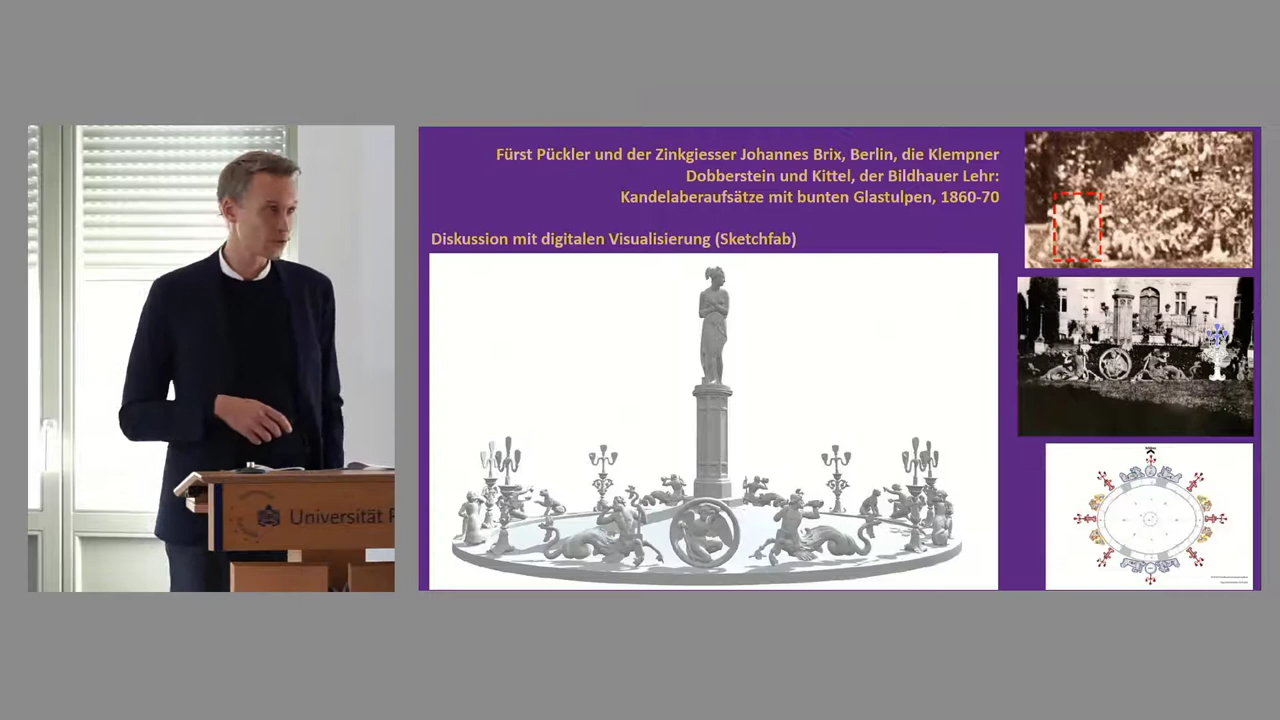 Fürst Pückler und der Zinkgiesser Johannes Brix, Berlin, die Klempner
Dobberstein und Kittel, der Bildhauer Lehr:
Kandelaberaufsätze mit bunten Glastulpen, 1860-70
Diskussion mit digitalen Visualisierung (Sketchfab)
Universität